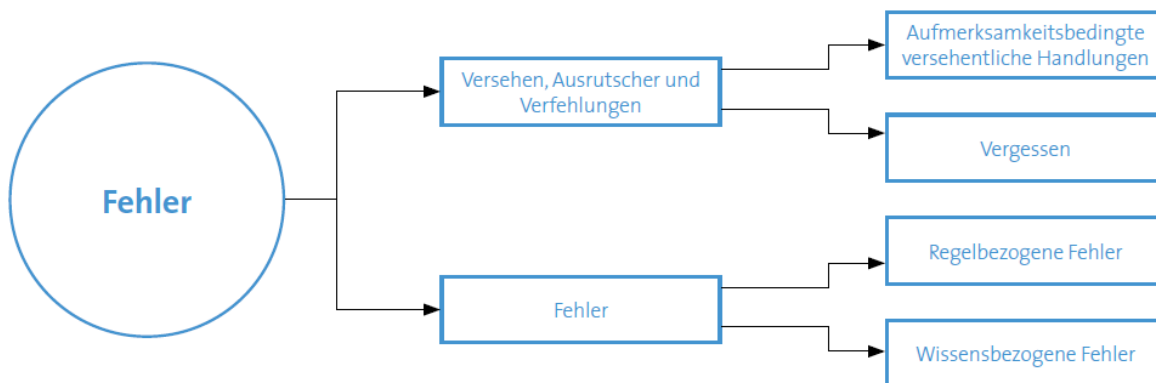 Fehler
Versehen, Ausrutscher und
Verfehlungen
Aufmerksamkeitsbedingte
versehentliche Handlungen
Vergessen
Fehler
Regelbezogene Fehler
Wissensbezogene Fehler